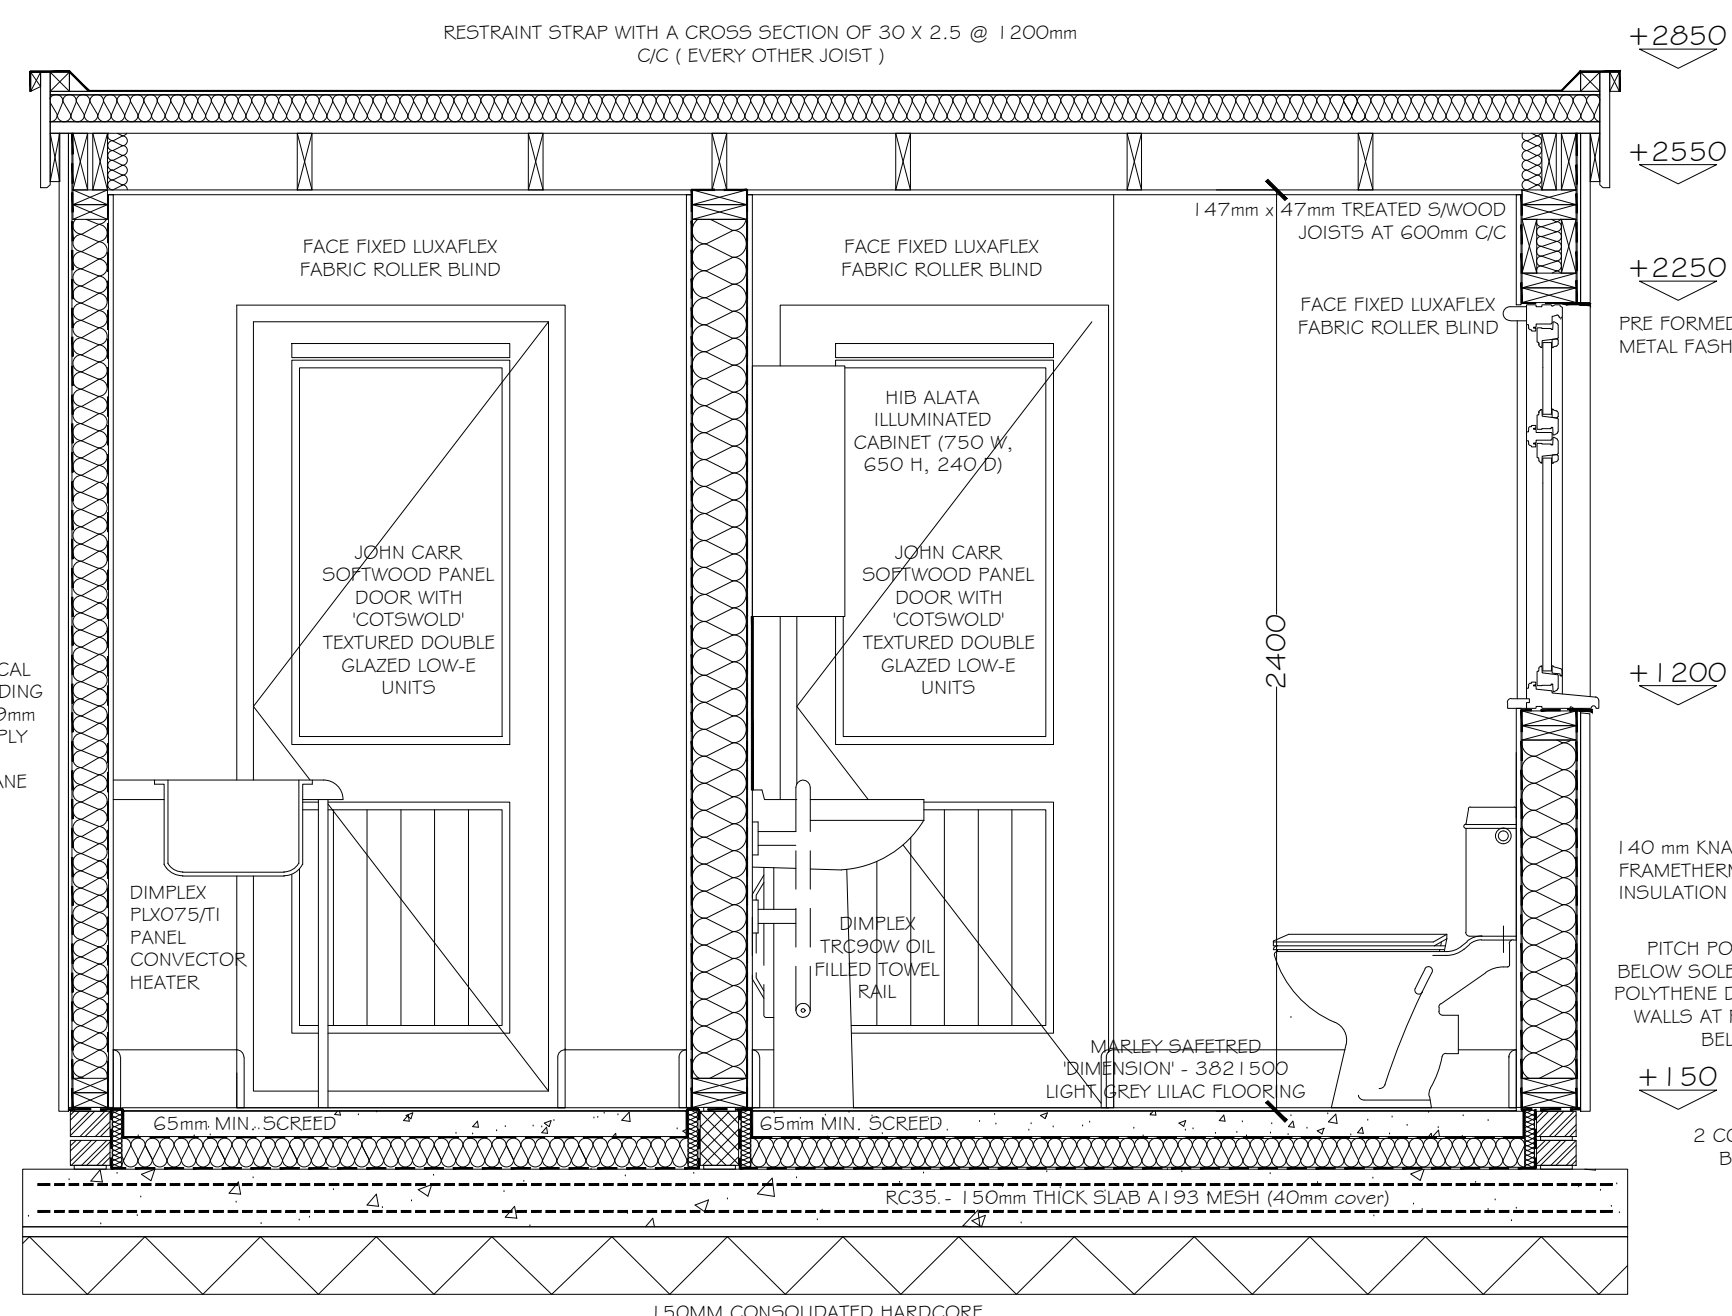 RESTRAINT STRAP WITH A CROSS SECTION OF 30 X 2.5 @ 1200mm
C/C ( EVERY OTHER JOIST )
+2850
+2550
147mm x 47mm TREATED S/WOOD
JOISTS AT 600mm C/C
FACE FIXED LUXAFLEX
FABRIC ROLLER BLIND
FACE FIXED LUXAFLEX
FABRIC ROLLER BLIND
+2250
FACE FIXED LUXAFLEX
FABRIC ROLLER BLIND
PRE FORMED
METAL FASH
HIB ALATA
ILLUMINATED
CABINET (750 W,
650 H, 240 D)
JOHN CARR
SOFTWOOD PANEL
DOOR WITH
'COTSWOLD'
TEXTURED DOUBLE
GLAZED LOW-E
UNITS
JOHN CARR
SOFTWOOD PANEL
DOOR WITH
'COTSWOLD'
TEXTURED DOUBLE
GLAZED LOW-E
UNITS
2400
+1200
CAL
DING
9mm
PLY
ANE
140 mm KNA
FRAMETHERM
INSULATION
DIMPLEX
PLX075/TI
PANEL
CONVECTOR
HEATER
DIMPLEX
TRC90W OIL
FILLED TOWEL
RAIL
PITCH PO
BELOW SOLE
POLYTHENE D
WALLS AT
BEL
MARLEY SAFETRED
'DIMENSION' - 3821500
LIGHT GREY LILAC FLOORING
+150
65mm MIN. SCREED
65mm MIN. SCREED
2 CO
B
RC35 - 150mm THICK SLAB A193 MESH (40mm cover)
150MM CONSOLIDATED HARDCORE